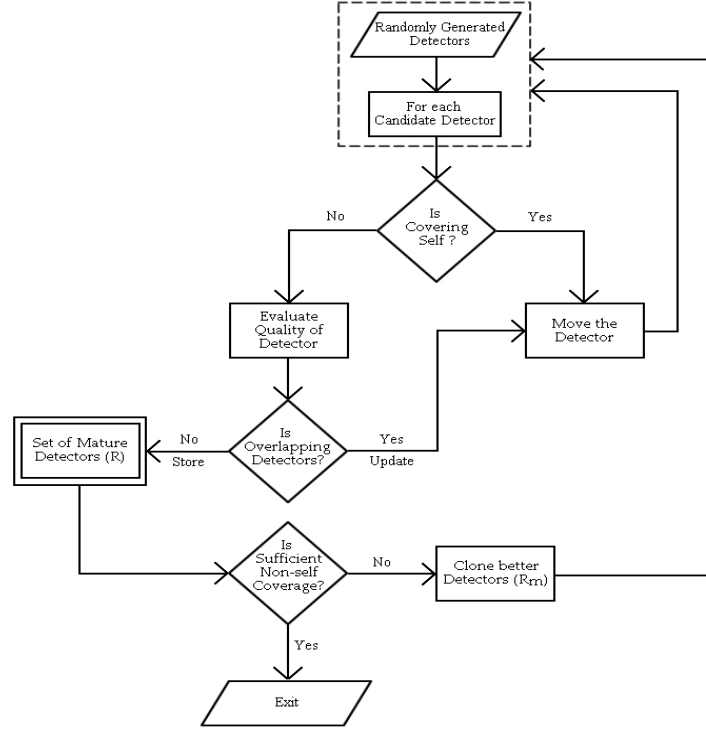 Randomly Generated
Detectors
For each
Candidate Detector
Is
Covering
Self ?
No
Yes
Evaluate
Quality of
Detector
Move the
Detector
Is
Overlapping
Detectors?
No
Store
Yes
Update
Set of Mature
Detectors (R)
Is
Sufficient
Non-self
Coverage?
No
Clone better
Detectors (Rm)
Yes
Exit